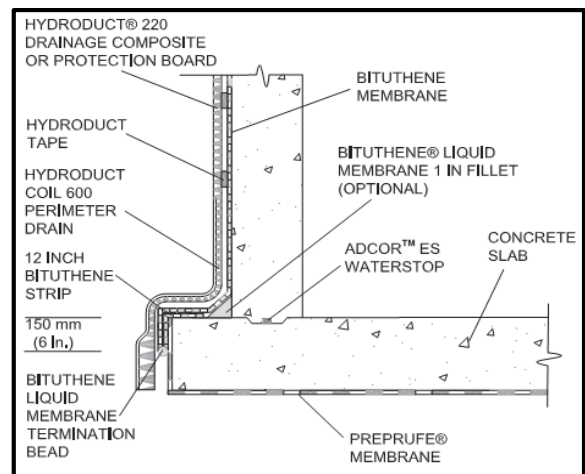 HYDRODUCT® 220
DRAINAGE COMPOSITE
OR PROTECTION BOARD
HYDRODUCT
TAPE
HYDRODUCT
COIL 600
PERIMETER
DRAIN
12 INCH
BITUTHENE
STRIP
150 mm
(6 In.)
BITUTHENE
LIQUID
MEMBRANE
TERMINATION
BEAD
BITUTHENE
MEMBRANE
BITUTHENE® LIQUID
MEMBRANE 1 IN FILLET
(OPTIONAL)
ADCOR™ ES
WATERSTOP
CONCRETE
SLAB
PREPRUFE®
MEMBRANE